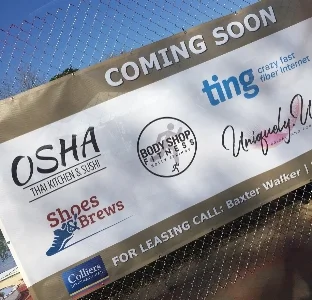 COMING SOON
ting
crazy fast
fiber internet
OSHA
THAI KITCHEN & SUSHI
BODY SHOP
FITNESS
Uniquely
Shoes
& Brews
Colliers
FOR LEASING CALL: Baxter Walker |